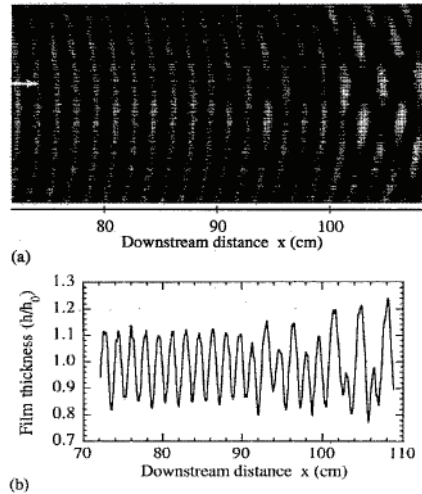 80 90 100
Downstream distance x (cm)
(a)
1.3
1.2
1.1
1.0
0.9
0.8
0.7
Film thickness (h/h₀)
70 80 90 100 110
Downstream distance x (cm)
(b)